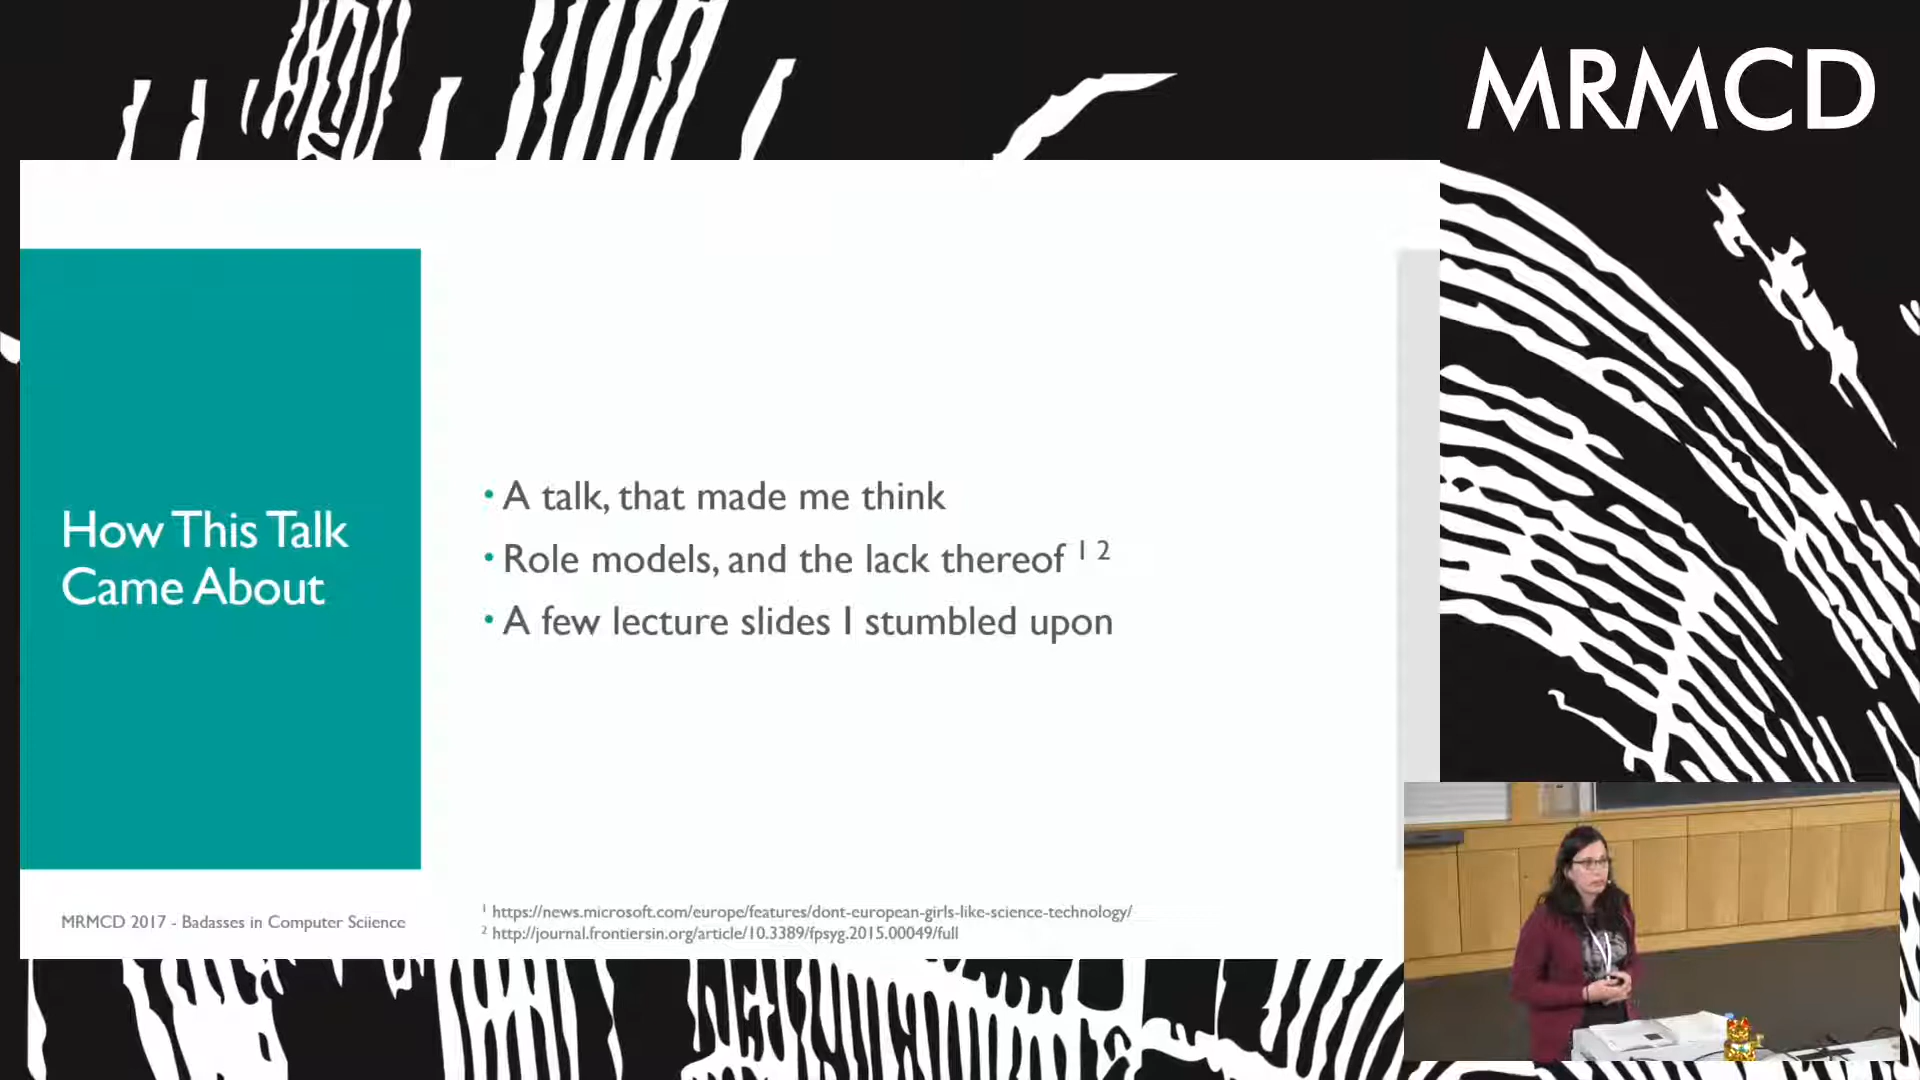 MRMCD
How This Talk
Came About
• A talk, that made me think
• Role models, and the lack thereof 1 2
• A few lecture slides I stumbled upon
MRMCD 2017 - Badasses in Computer Sciience
1 https://news.microsoft.com/europe/features/dont-european-girls-like-science-technology/
2 http://journal.frontiersin.org/article/10.3389/fpsyg.2015.00049/full